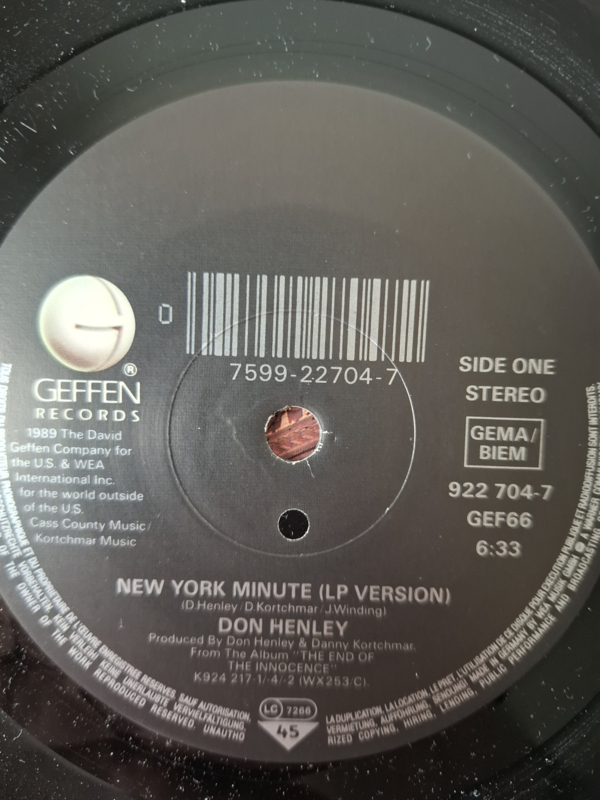 0
7599-22704-7
GEFFEN
RECORDS
1989 The David
Geffen Company for
the U.S. & WEA
International Inc.
for the world outside
of the U.S.
Cass County Music/
Kortchmar Music
SIDE ONE
STEREO
GEMA/
BIEM
922 704-7
GEF66
6:33
NEW YORK MINUTE (LP VERSION)
(D.Henley/D.Kortchmar/J.Winding)
DON HENLEY
Produced By Don Henley & Danny Kortchmar.
From The Album "THE END OF
THE INNOCENCE"
K924 217-1/-4/-2 (WX253/C).
LC 7266
45